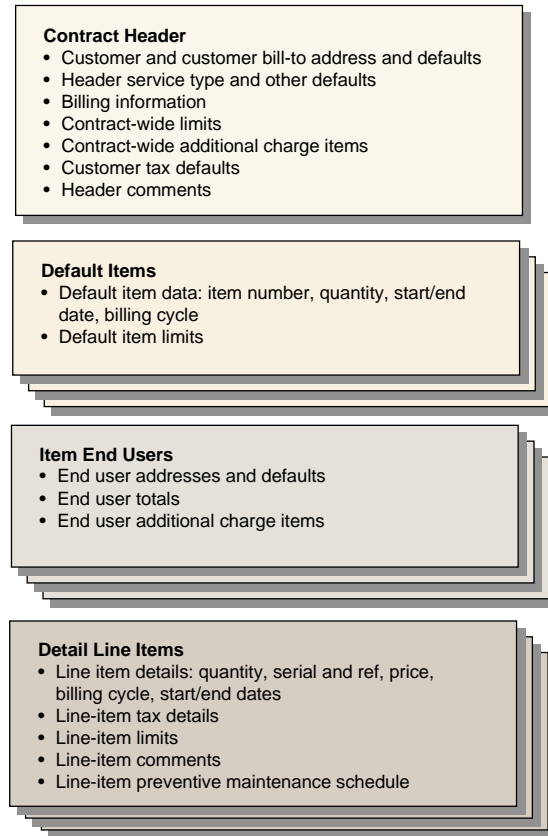 Contract Header
• Customer and customer bill-to address and defaults
• Header service type and other defaults
• Billing information
• Contract-wide limits
• Contract-wide additional charge items
• Customer tax defaults
• Header comments
Default Items
• Default item data: item number, quantity, start/end
date, billing cycle
• Default item limits
Item End Users
• End user addresses and defaults
• End user totals
• End user additional charge items
Detail Line Items
• Line item details: quantity, serial and ref, price,
billing cycle, start/end dates
• Line-item tax details
• Line-item limits
• Line-item comments
• Line-item preventive maintenance schedule